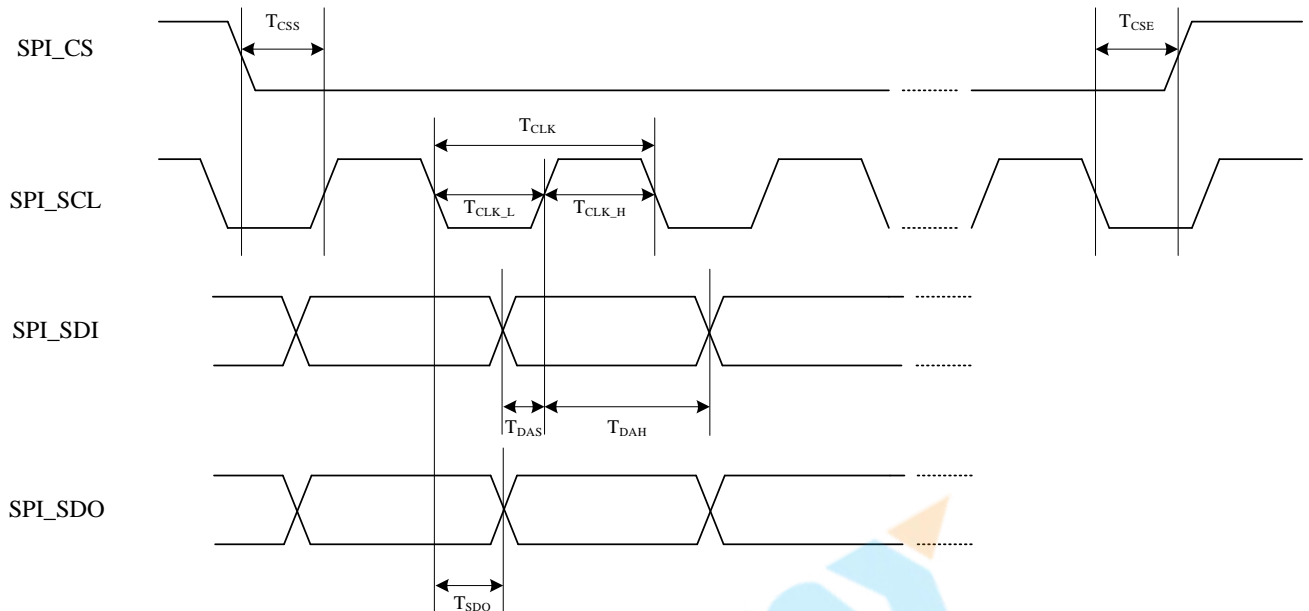 T_CSS
T_CSE
SPI_CS
T_CLK
SPI_SCL
T_CLK_L
T_CLK_H
SPI_SDI
T_DAS
T_DAH
SPI_SDO
T_SDO